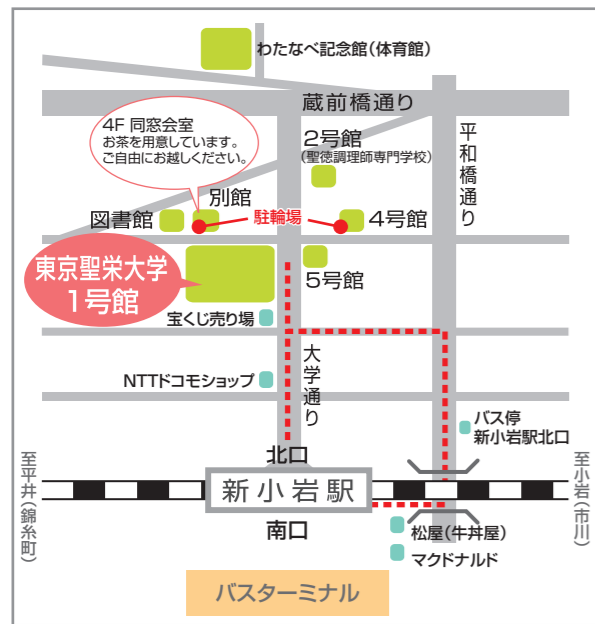 わたなべ記念館(体育館)
蔵前橋通り
4F 同窓会室
お茶を用意しています。
ご自由にお越しください。
2号館
(聖徳調理師専門学校)
平和橋通り
別館
図書館
駐輪場
4号館
東京聖栄大学
1号館
5号館
宝くじ売り場
大学通り
NTTドコモショップ
バス停
新小岩駅北口
北口
至平井(錦糸町)
新小岩駅
至小岩(市川)
南口
松屋(牛丼屋)
マクドナルド
バスターミナル